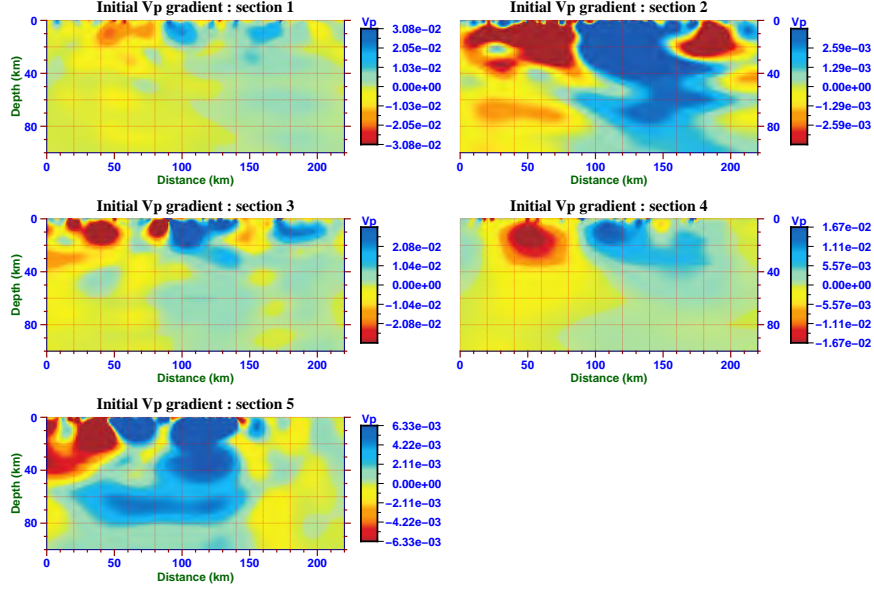 Initial Vp gradient : section 1
Vp
0
40
80
Depth (km)
0 50 100 150 200
Distance (km)
3.08e−02
2.05e−02
1.03e−02
0.00e+00
−1.03e−02
−2.05e−02
−3.08e−02
Initial Vp gradient : section 2
Vp
0
40
80
0 50 100 150 200
Distance (km)
2.59e−03
1.29e−03
0.00e+00
−1.29e−03
−2.59e−03
Initial Vp gradient : section 3
Vp
0
40
80
Depth (km)
0 50 100 150 200
Distance (km)
2.08e−02
1.04e−02
0.00e+00
−1.04e−02
−2.08e−02
Initial Vp gradient : section 4
Vp
0
40
80
0 50 100 150 200
Distance (km)
1.67e−02
1.11e−02
5.57e−03
0.00e+00
−5.57e−03
−1.11e−02
−1.67e−02
Initial Vp gradient : section 5
Vp
0
40
80
Depth (km)
0 50 100 150 200
Distance (km)
6.33e−03
4.22e−03
2.11e−03
0.00e+00
−2.11e−03
−4.22e−03
−6.33e−03